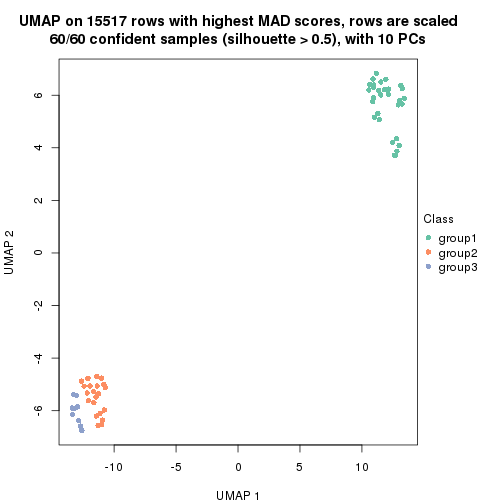 UMAP on 15517 rows with highest MAD scores, rows are scaled
60/60 confident samples (silhouette > 0.5), with 10 PCs
6
4
2
0
-2
-4
-6
UMAP 2
-10
-5
0
5
10
UMAP 1
Class
group1
group2
group3